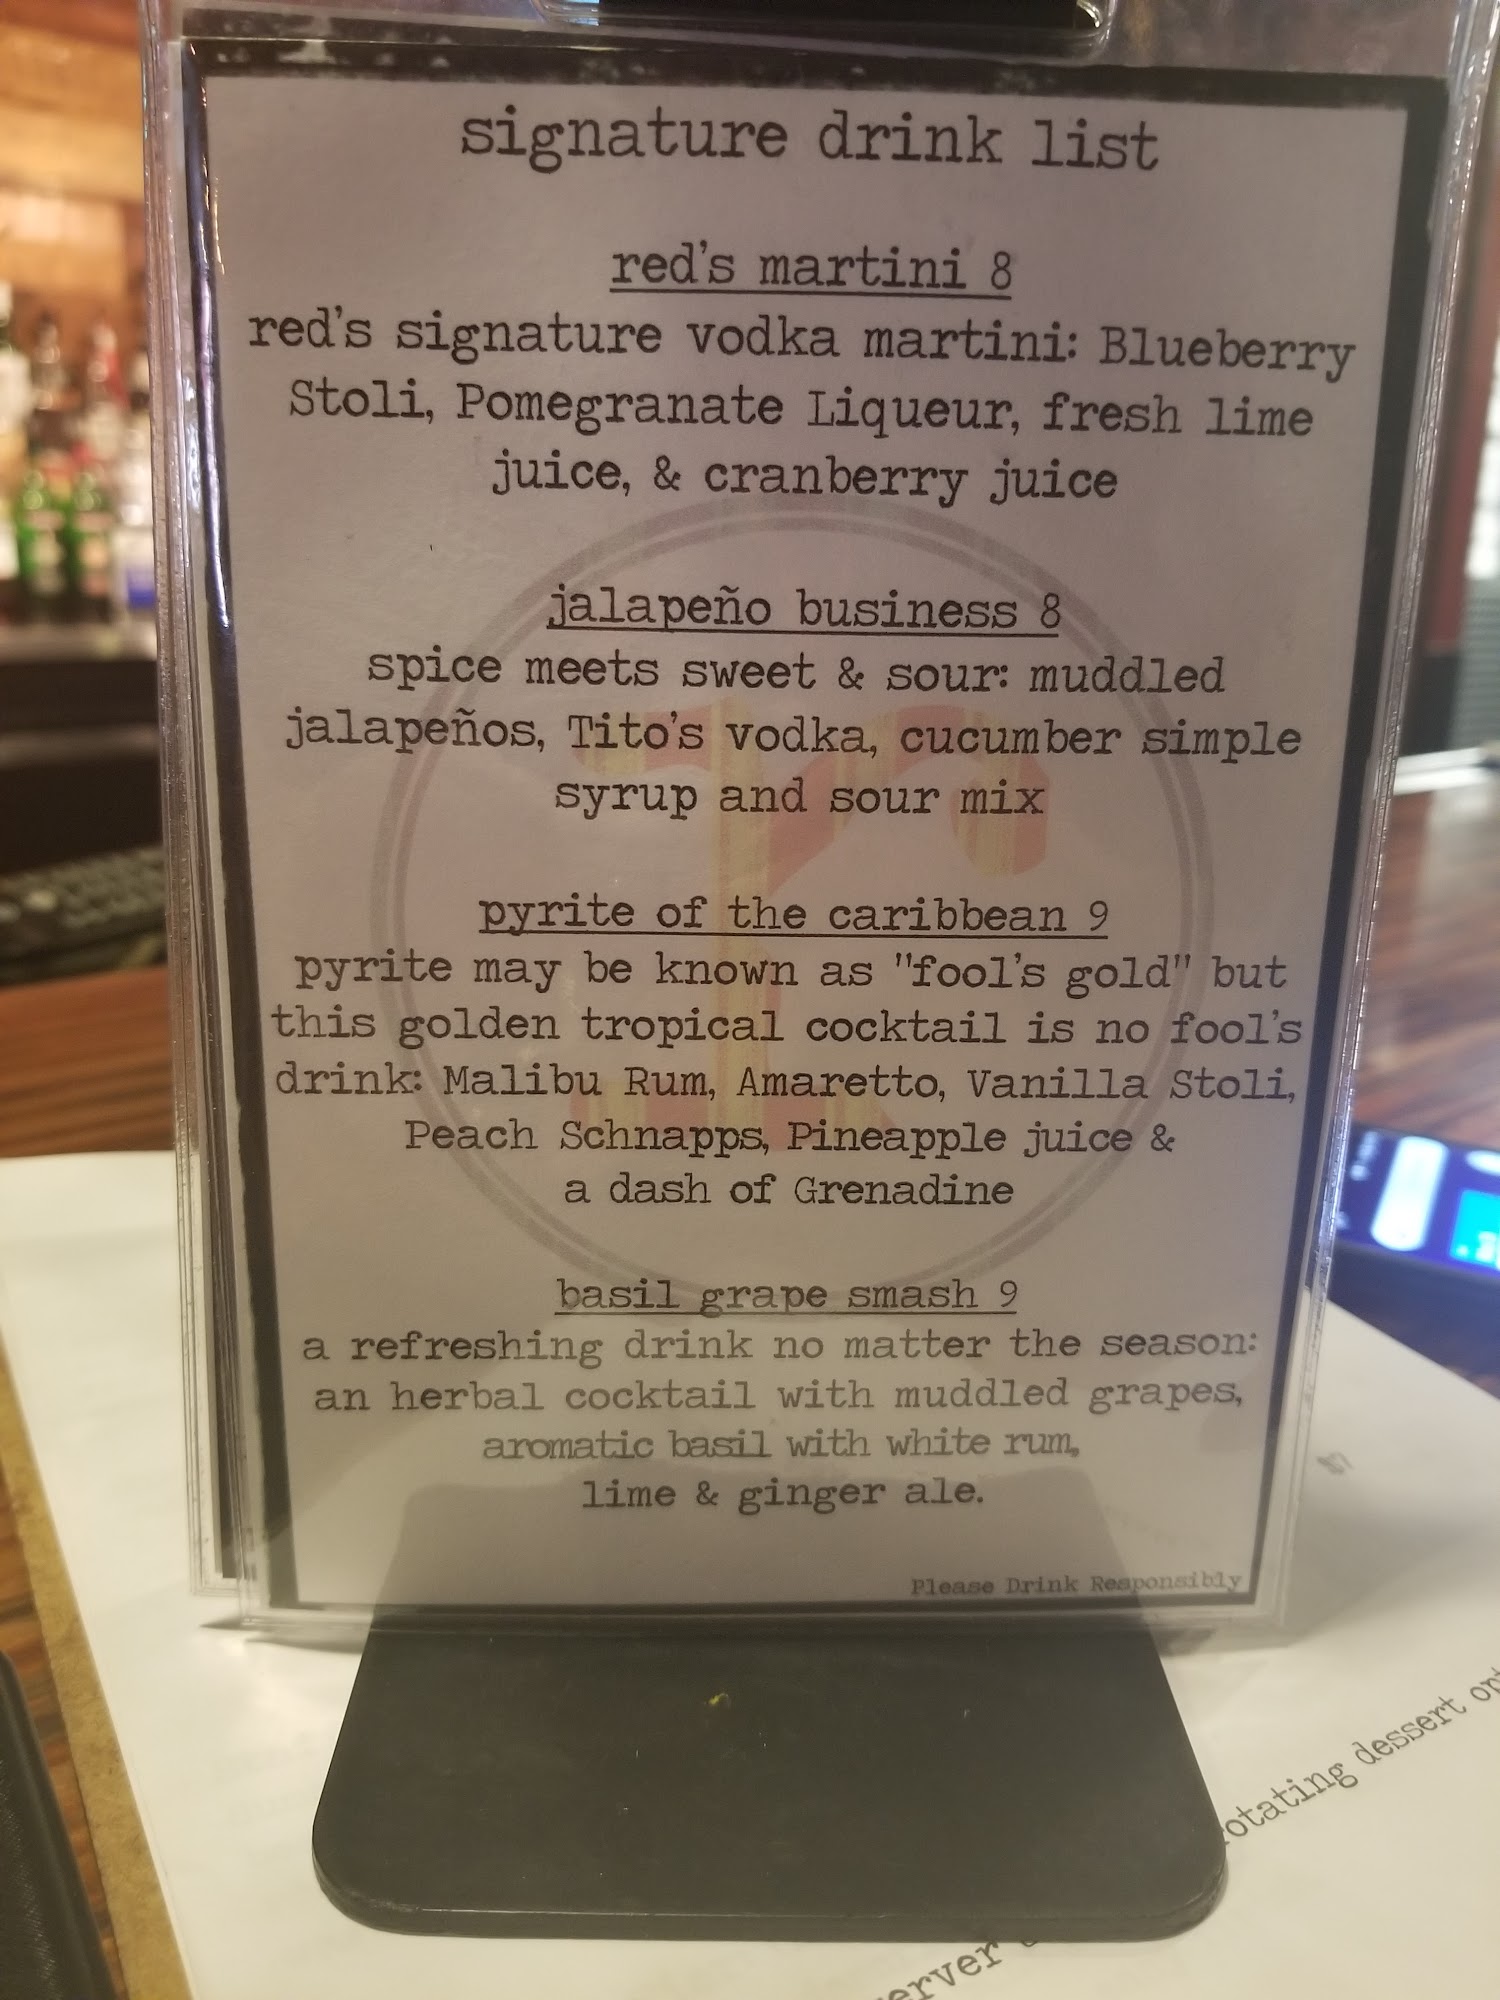 signature drink list
red's martini 8
red's signature vodka martini: Blueberry
Stoli, Pomegranate Liqueur, fresh lime
juice, & cranberry juice
jalapeño business 8
spice meets sweet & sour: muddled
jalapeños, Tito's vodka, cucumber simple
syrup and sour mix
r
pyrite of the caribbean 9
pyrite may be known as "fool's gold" but
this golden tropical cocktail is no fool's
drink: Malibu Rum, Amaretto, Vanilla Stoli,
Peach Schnapps, Pineapple juice &
a dash of Grenadine
basil grape smash 9
a refreshing drink no matter the season:
an herbal cocktail with muddled grapes,
aromatic basil with white rum,
lime & ginger ale.
Please Drink Responsibly
rotating dessert